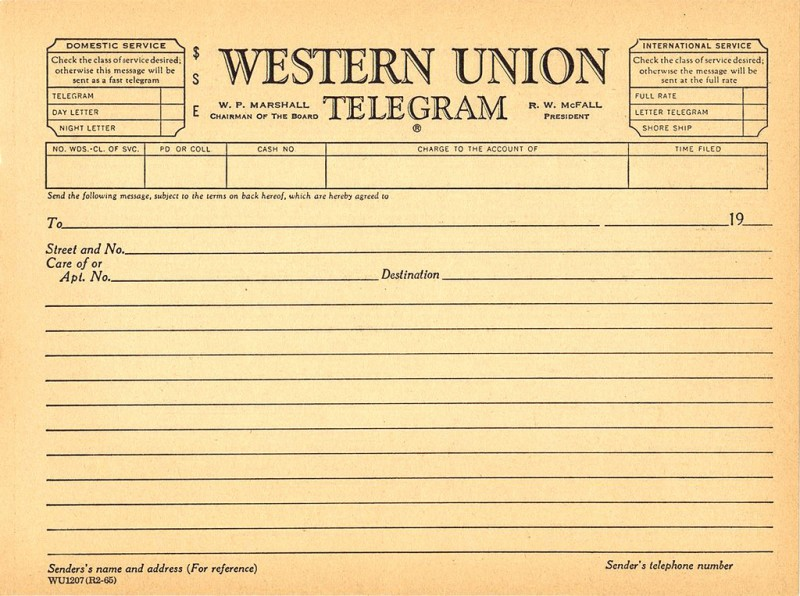 DOMESTIC SERVICE
Check the class of service desired;
otherwise this message will be
sent as a fast telegram
TELEGRAM
DAY LETTER
NIGHT LETTER
$
S
E
WESTERN UNION
TELEGRAM
®
W. P. MARSHALL
CHAIRMAN OF THE BOARD
R. W. McFALL
PRESIDENT
INTERNATIONAL SERVICE
Check the class of service desired;
otherwise the message will be
sent at the full rate
FULL RATE
LETTER TELEGRAM
SHORE SHIP
NO. WDS.-CL. OF SVC. PD OR COLL CASH NO CHARGE TO THE ACCOUNT OF TIME FILED
Send the following message, subject to the terms on back hereof, which are hereby agreed to
To 19
Street and No.
Care of or
Apt. No. Destination
Senders's name and address (For reference) Sender's telephone number
WU1207 (R2-65)